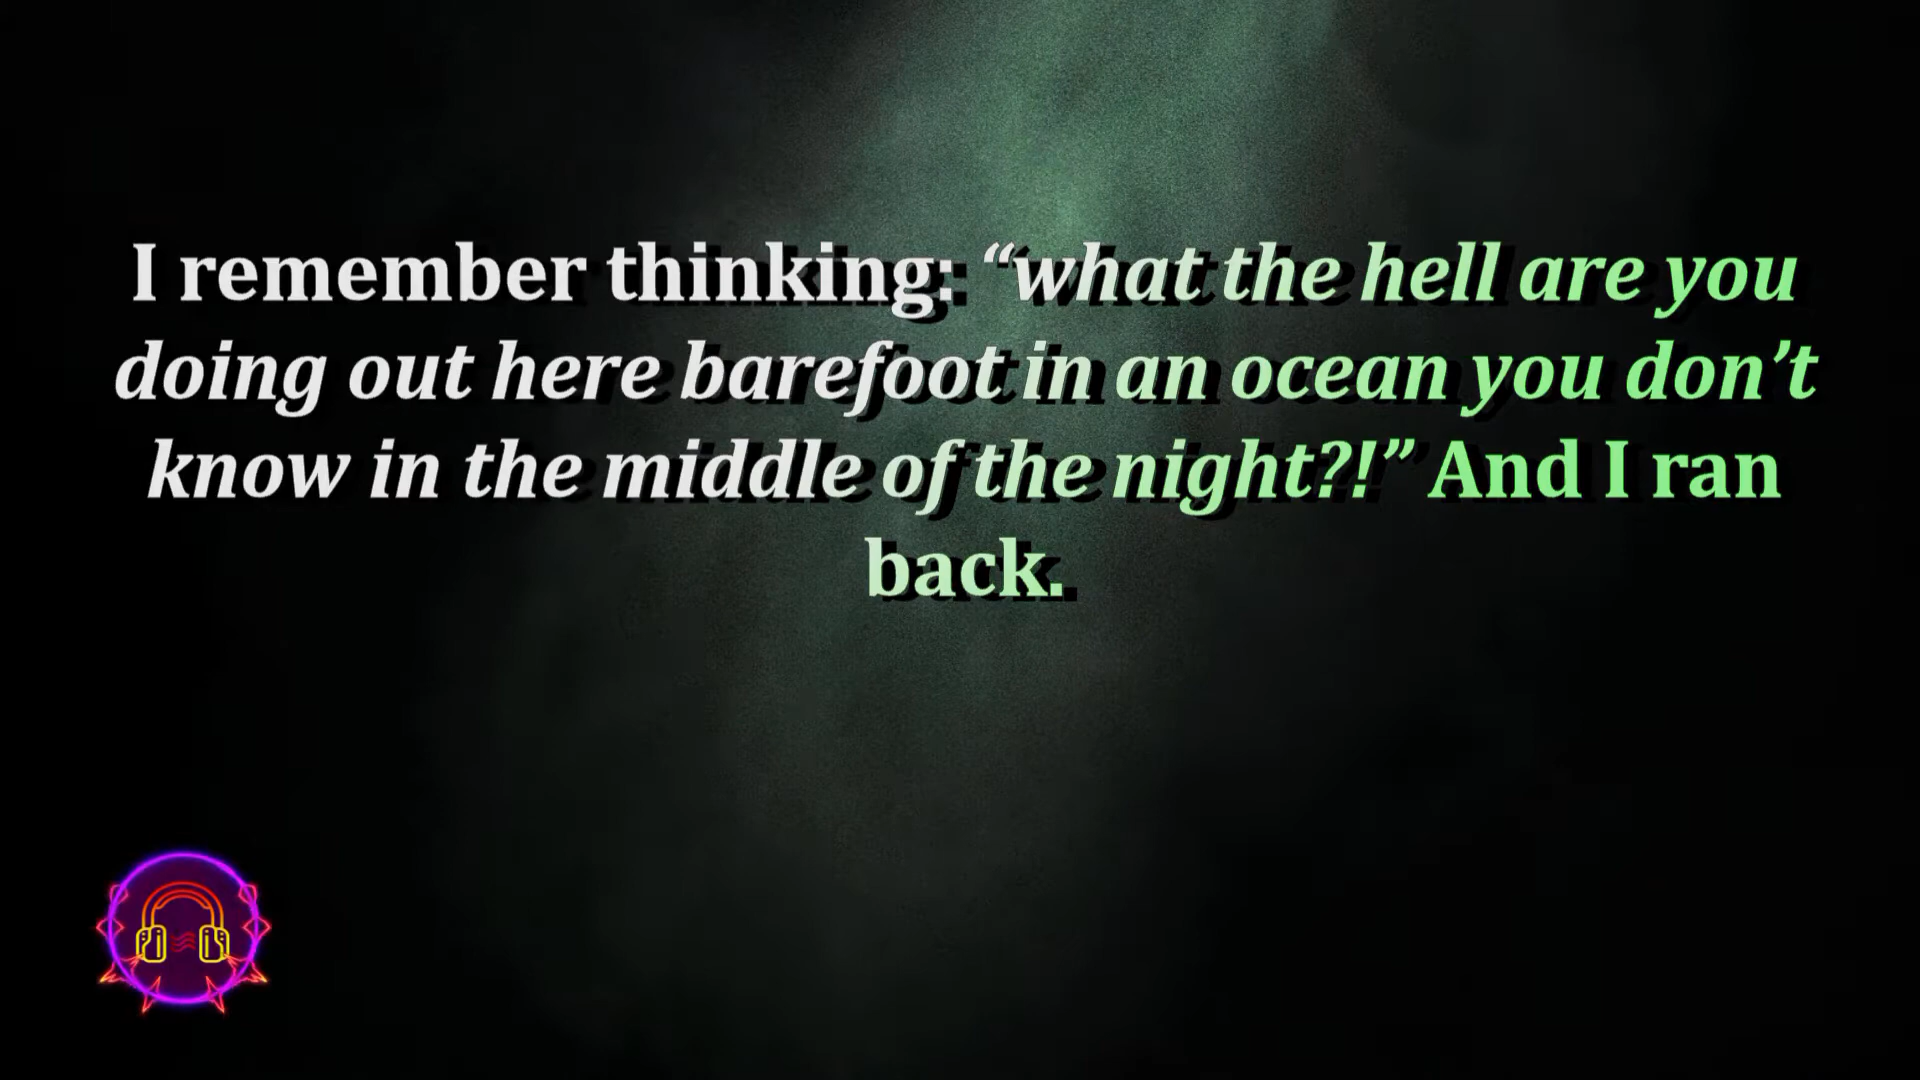 I remember thinking: “what the hell are you
doing out here barefoot in an ocean you don’t
know in the middle of the night?!” And I ran
back.